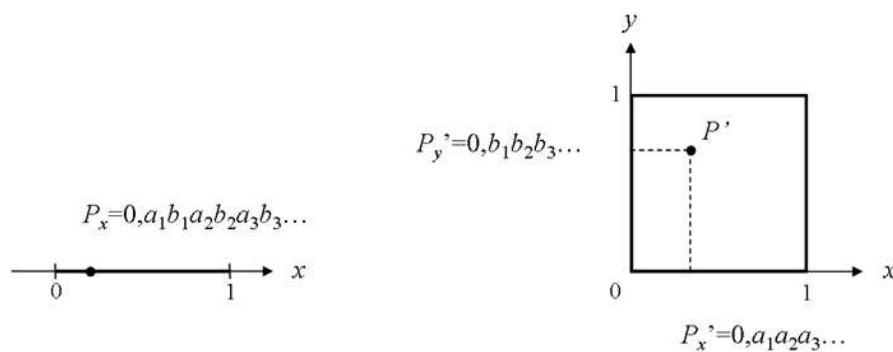 y
1
P'
P_y'=0,b_1b_2b_3…
P_x=0,a_1b_1a_2b_2a_3b_3…
x
0
1
x
0
1
P_x'=0,a_1a_2a_3…